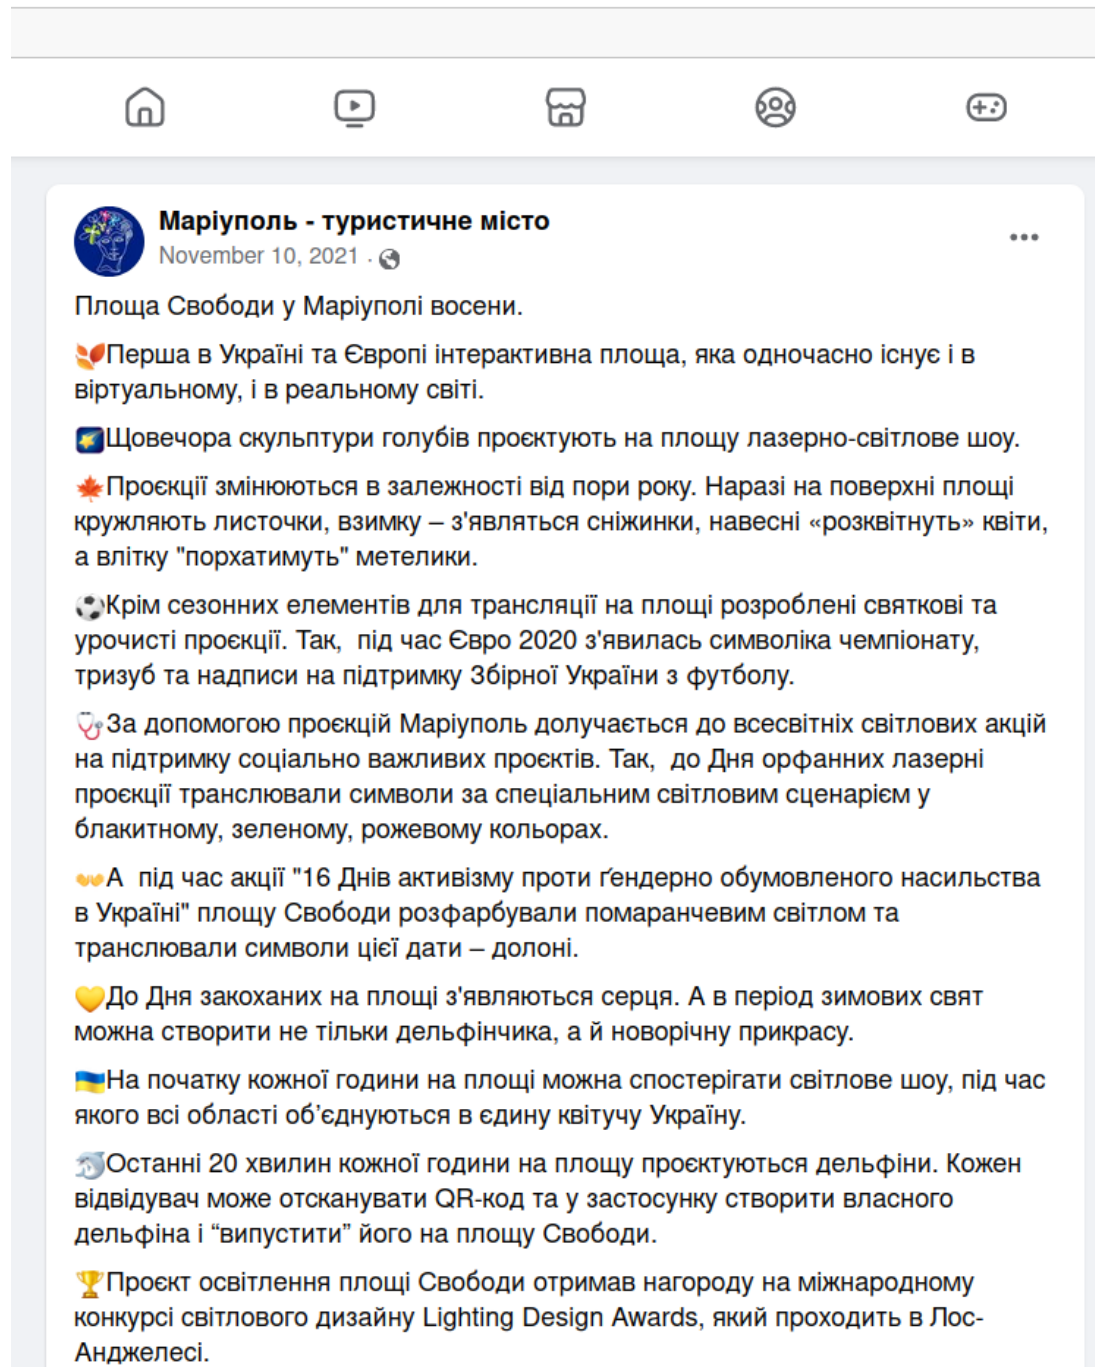 Маріуполь - туристичне місто
November 10, 2021 ·
Площа Свободи у Маріуполі восени.
Перша в Україні та Європі інтерактивна площа, яка одночасно існує і в
віртуальному, і в реальному світі.
Щовечора скульптури голубів проєктують на площу лазерно-світлове шоу.
Проєкції змінюються в залежності від пори року. Наразі на поверхні площі
кружляють листочки, взимку – з'являться сніжинки, навесні «розквітнуть» квіти,
а влітку "порхатимуть" метелики.
Крім сезонних елементів для трансляції на площі розроблені святкові та
урочисті проєкції. Так,  під час Євро 2020 з'явилась символіка чемпіонату,
тризуб та надписи на підтримку Збірної України з футболу.
За допомогою проєкцій Маріуполь долучається до всесвітніх світлових акцій
на підтримку соціально важливих проєктів. Так,  до Дня орфанних лазерні
проєкції транслювали символи за спеціальним світловим сценарієм у
блакитному, зеленому, рожевому кольорах.
А  під час акції "16 Днів активізму проти ґендерно обумовленого насильства
в Україні" площу Свободи розфарбували помаранчевим світлом та
транслювали символи цієї дати – долоні.
До Дня закоханих на площі з'являються серця. А в період зимових свят
можна створити не тільки дельфінчика, а й новорічну прикрасу.
На початку кожної години на площі можна спостерігати світлове шоу, під час
якого всі області об’єднуються в єдину квітучу Україну.
Останні 20 хвилин кожної години на площу проєктуються дельфіни. Кожен
відвідувач може отсканувати QR-код та у застосунку створити власного
дельфіна і “випустити” його на площу Свободи.
Проєкт освітлення площі Свободи отримав нагороду на міжнародному
конкурсі світлового дизайну Lighting Design Awards, який проходить в Лос-
Анджелесі.